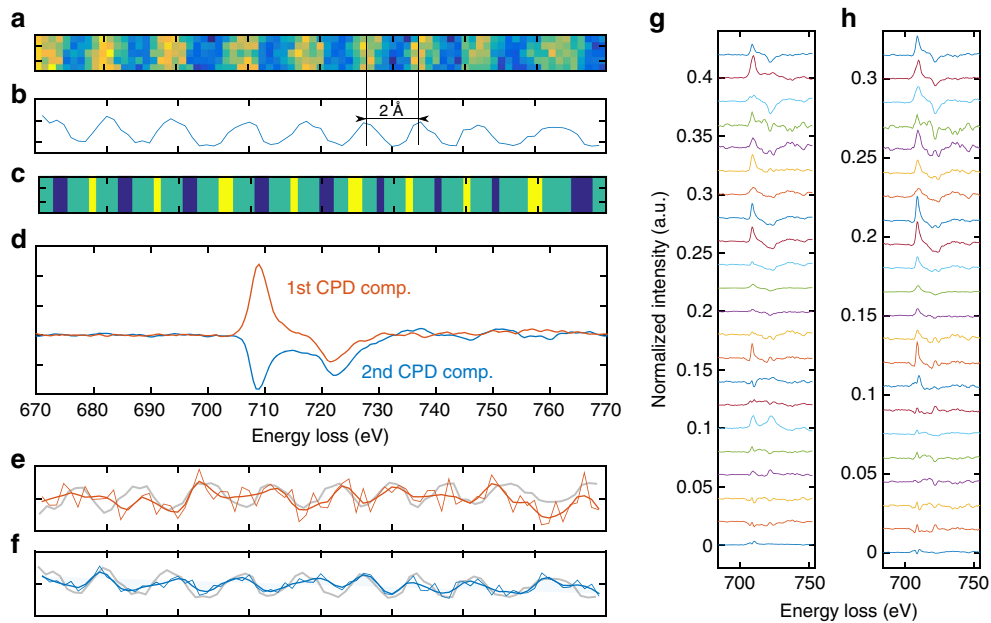 a
b
2 Å
c
d
1st CPD comp.
2nd CPD comp.
670 680 690 700 710 720 730 740 750 760 770
Energy loss (eV)
e
f
g
0.4
0.35
0.3
0.25
0.2
0.15
0.1
0.05
0
Normalized intensity (a.u.)
700 750
h
0.3
0.25
0.2
0.15
0.1
0.05
0
700 750
Energy loss (eV)